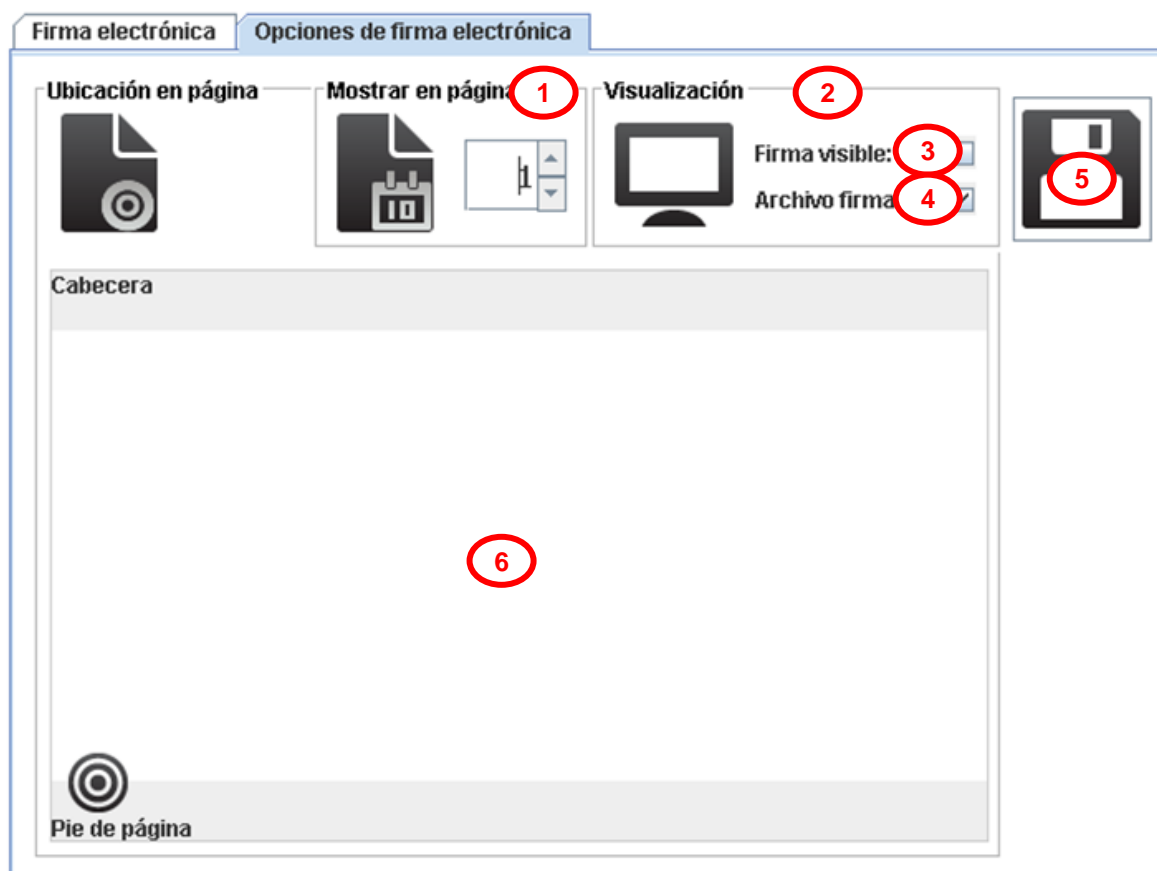 Firma electrónica
Opciones de firma electrónica
Ubicación en página
Mostrar en página
1
Visualización
2
10
1
Firma visible:
3
Archivo firma
4
5
Cabecera
6
Pie de página